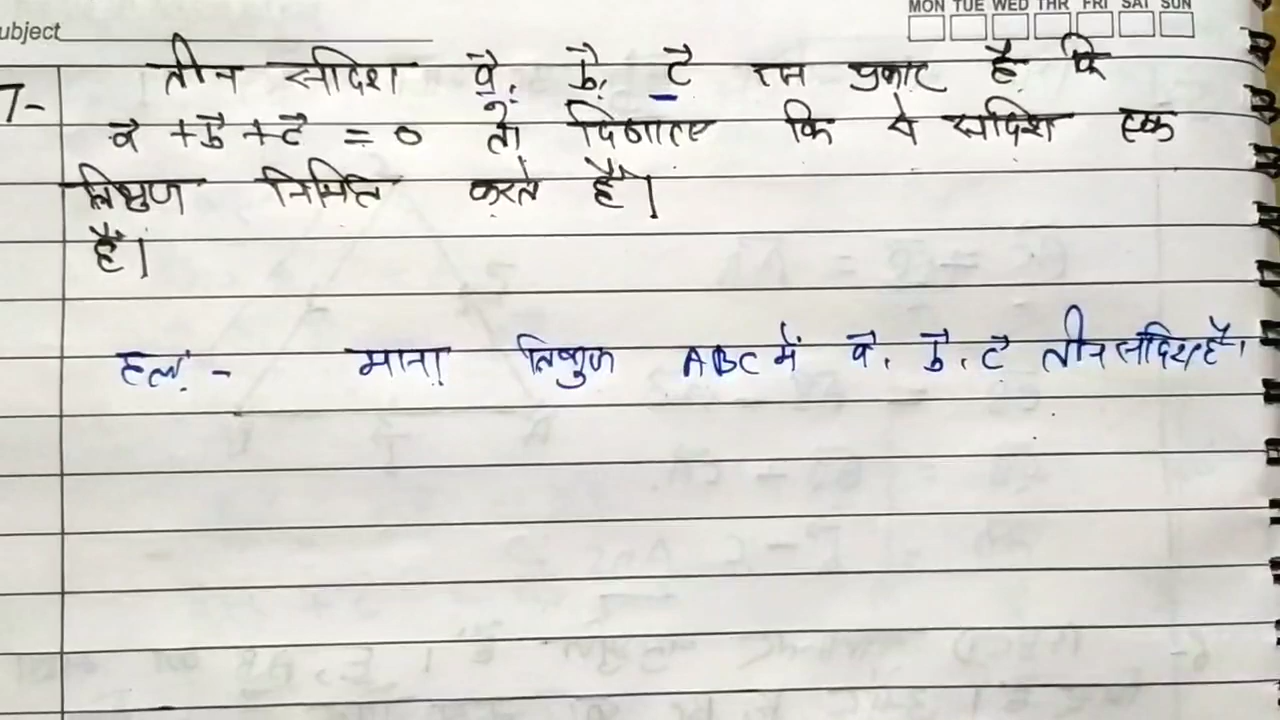 ubject
MON TUE WED THR FRI SAT SUN
7- तीन सदिश a⃗, b⃗, c⃗ इस प्रकार है कि
a⃗ + b⃗ + c⃗ = 0 तो दिखाइए कि ये सदिश एक
त्रिभुज निर्मित करते हैं।
हैं।
हल - माना त्रिभुज ABC में a⃗, b⃗, c⃗ तीन सदिश है।